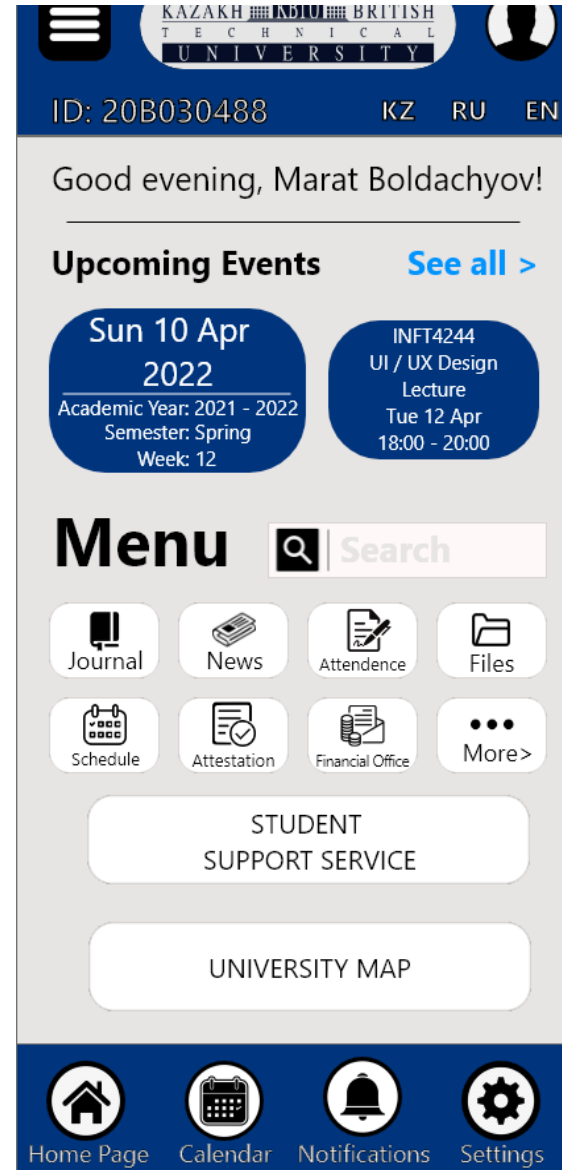 KAZAKH KBTU BRITISH
TECHNICAL
UNIVERSITY
ID: 20B030488 KZ RU EN
Good evening, Marat Boldachyov!
Upcoming Events See all >
Sun 10 Apr
2022
Academic Year: 2021 - 2022
Semester: Spring
Week: 12
INFT4244
UI / UX Design
Lecture
Tue 12 Apr
18:00 - 20:00
Menu Search
Journal News Attendence Files
Schedule Attestation Financial Office More>
STUDENT
SUPPORT SERVICE
UNIVERSITY MAP
Home Page Calendar Notifications Settings